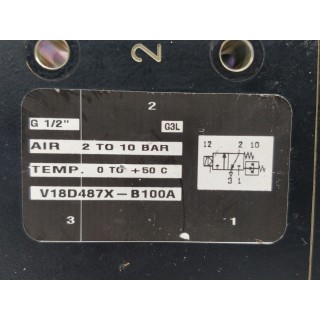 2
2
G 1/2" G3L
AIR 2 TO 10 BAR
TEMP. 0 TO +50 C
V18D487X-B100A
12 2 10
3 1
3 1